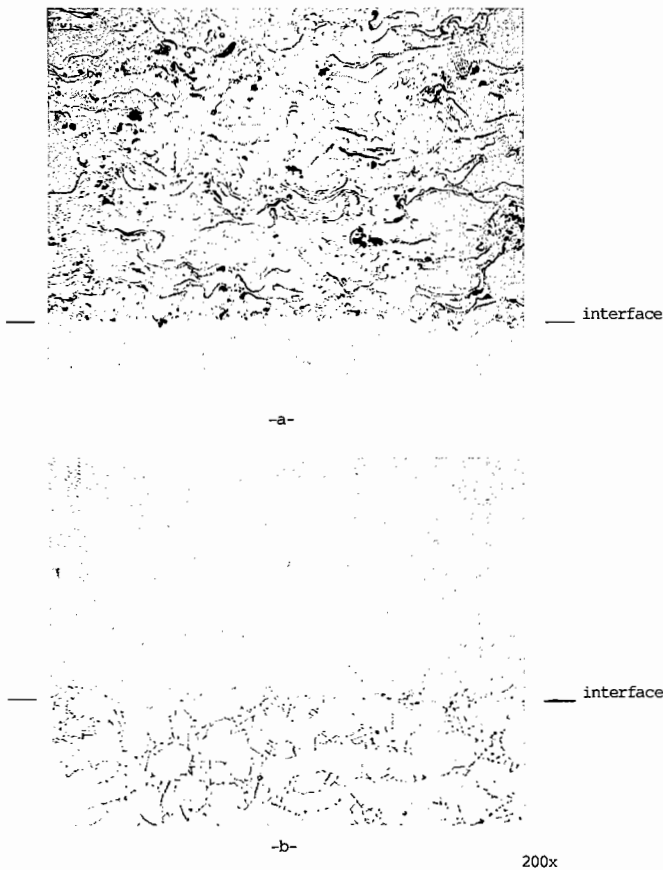 interface
-a-
interface
-b-
200x